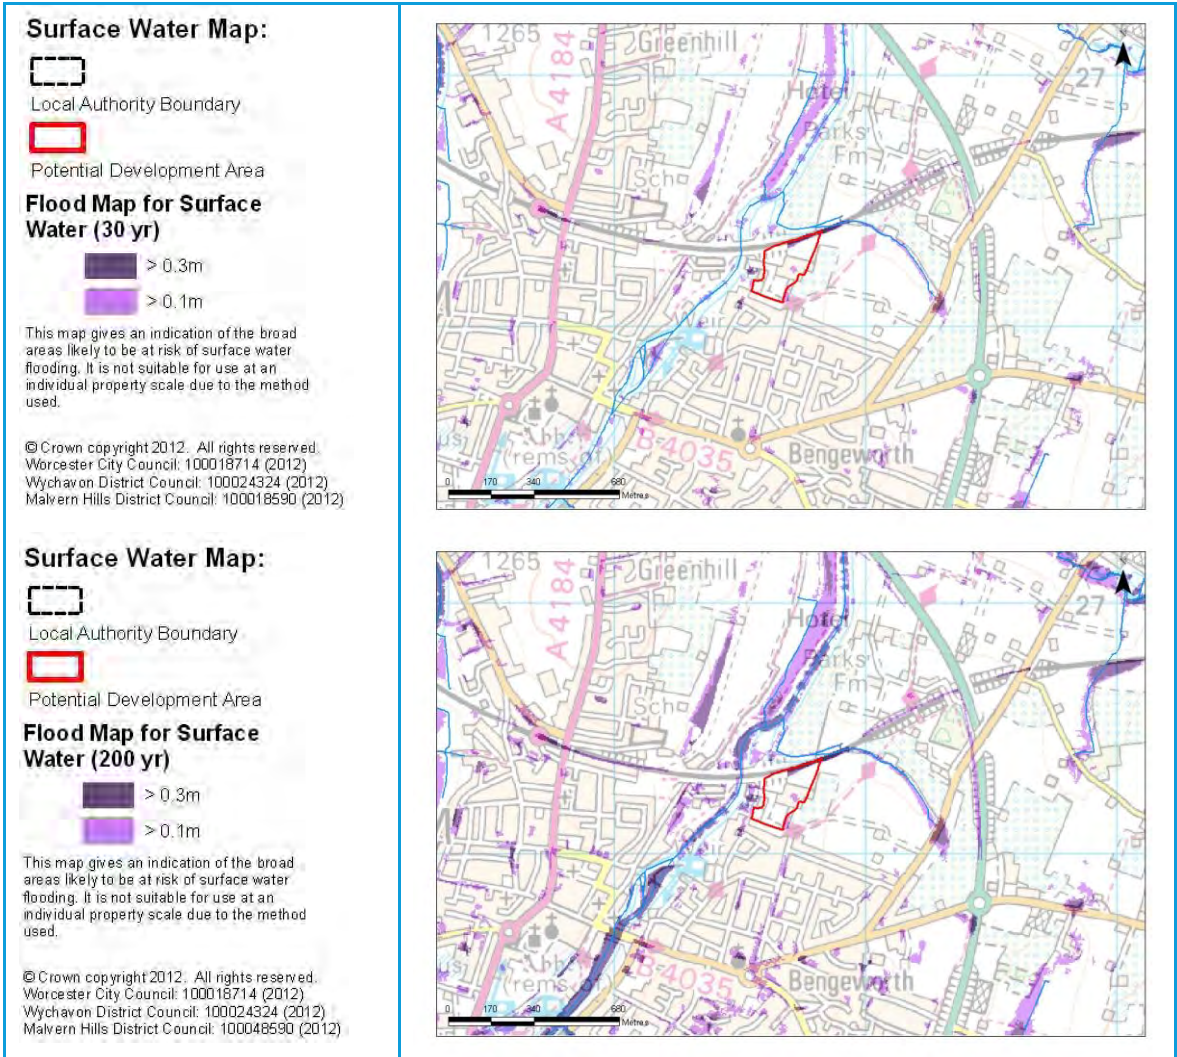 Surface Water Map:
Local Authority Boundary
Potential Development Area
Flood Map for Surface
Water (30 yr)
> 0.3m
> 0.1m
This map gives an indication of the broad
areas likely to be at risk of surface water
flooding. It is not suitable for use at an
individual property scale due to the method
used.
© Crown copyright 2012. All rights reserved.
Worcester City Council: 100018714 (2012)
Wychavon District Council: 100024324 (2012)
Malvern Hills District Council: 100018590 (2012)
1265
Greenhill
A4184
27
Hotel
Parks
Fm
Sch
Weir
B 4035
Bengeworth
(rems of)
0 170 340 680
Metres
Surface Water Map:
Local Authority Boundary
Potential Development Area
Flood Map for Surface
Water (200 yr)
> 0.3m
> 0.1m
This map gives an indication of the broad
areas likely to be at risk of surface water
flooding. It is not suitable for use at an
individual property scale due to the method
used.
© Crown copyright 2012. All rights reserved.
Worcester City Council: 100018714 (2012)
Wychavon District Council: 100024324 (2012)
Malvern Hills District Council: 100048590 (2012)
1265
Greenhill
A4184
27
Hotel
Parks
Fm
Sch
B-4035
Bengeworth
(rems of)
0 170 340 680
Metres